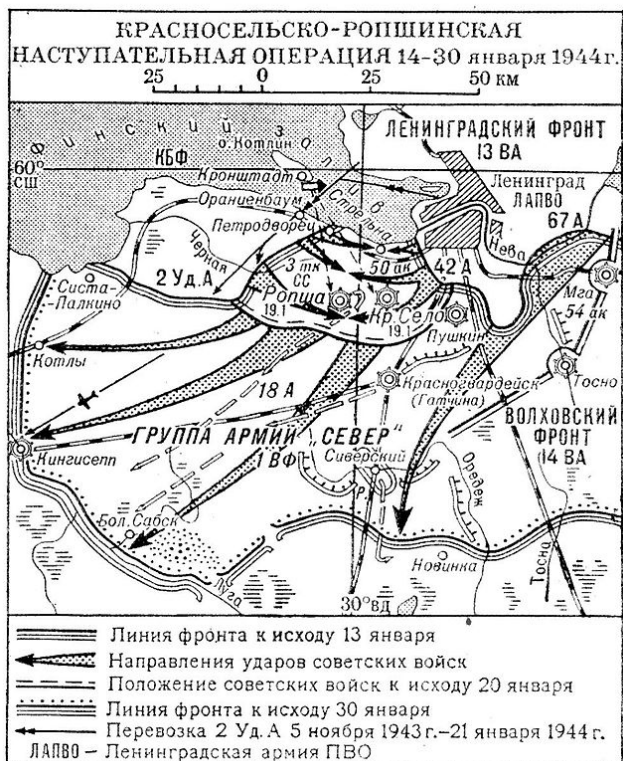 КРАСНОСЕЛЬСКО-РОПШИНСКАЯ
НАСТУПАТЕЛЬНАЯ ОПЕРАЦИЯ 14-30 января 1944г.
25 0 25 50 км
Финский залив
о. Котлин
ЛЕНИНГРАДСКИЙ ФРОНТ
13 ВА
КБФ
60°
СШ
Кронштадт
Ленинград
ЛАПВО
Ораниенбаум
67А
Стрельна
Петродворец
Нева
Черная
2 Уд.А
3 тк
СС
50 ак
42 А
Систа-
Палкино
Ропша
19.1
Кр. Село
19.1
Мга
54 ак
Пушкин
Котлы
Красногвардейск
(Гатчина)
Тосно
18 А
ВОЛХОВСКИЙ
ФРОНТ
14 ВА
ГРУППА АРМИЙ „СЕВЕР"
Кингисепп
1 ВФ
Сиверский
Оредеж
Р.
Бол. Сабск
Новинка
Луга
Тосно
30°ВД
Линия фронта к исходу 13 января
Направления ударов советских войск
Положение советских войск к исходу 20 января
Линия фронта к исходу 30 января
Перевозка 2 Уд.А 5 ноября 1943 г.-21 января 1944г.
ЛАПВО – Ленинградская армия ПВО